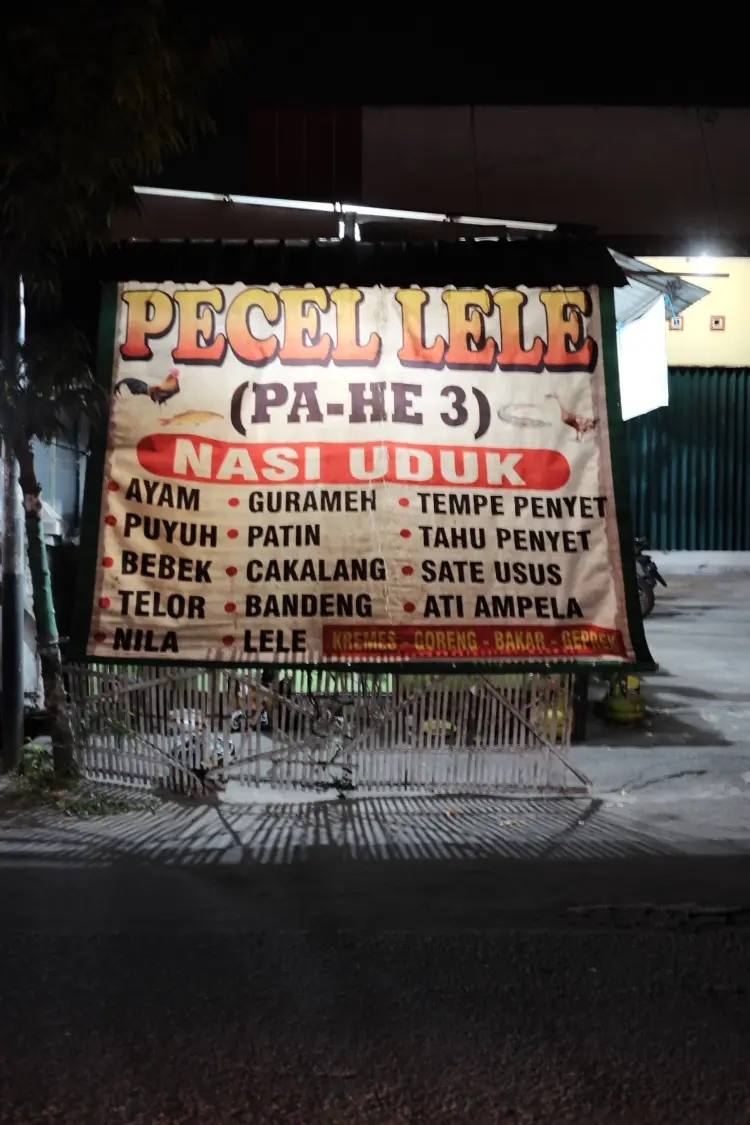 PECEL LELE
(PA-HE 3)
NASI UDUK
• AYAM • GURAMEH • TEMPE PENYET
• PUYUH • PATIN • TAHU PENYET
• BEBEK • CAKALANG • SATE USUS
• TELOR • BANDENG • ATI AMPELA
• NILA • LELE KREMES - GORENG - BAKAR - GEPREK